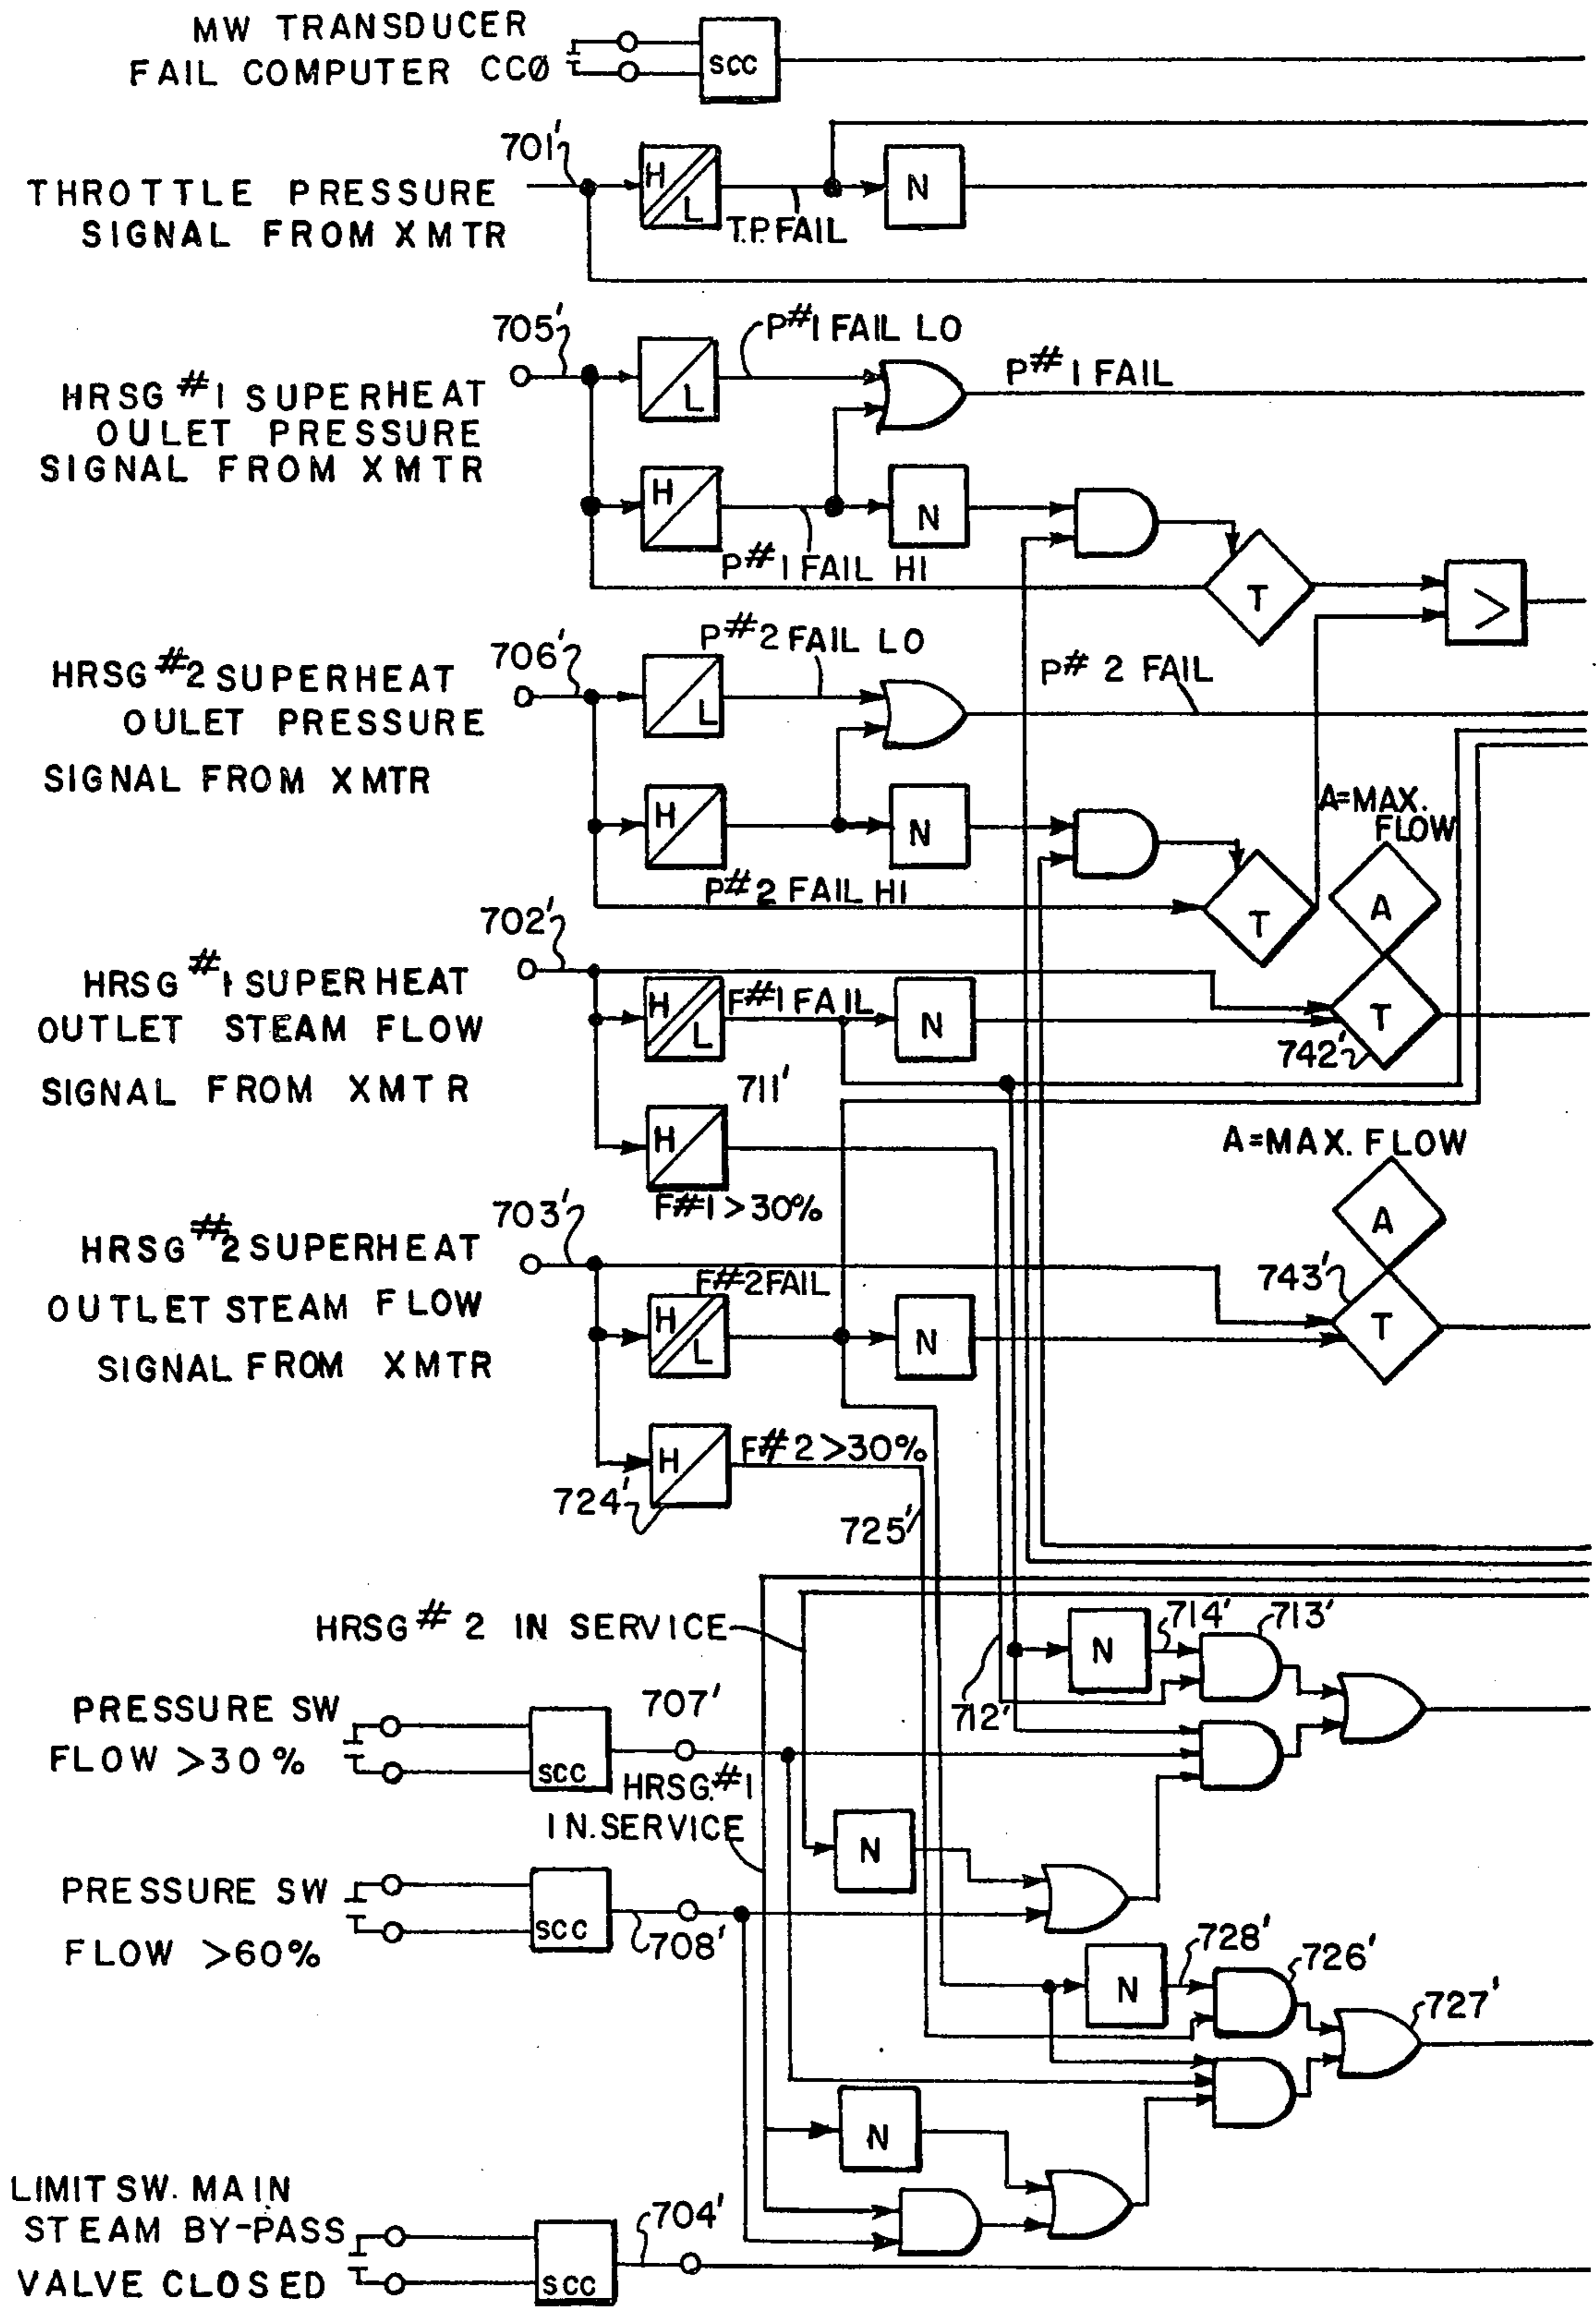 MW TRANSDUCER
FAIL COMPUTER CCØ
SCC
701'
THROTTLE PRESSURE
SIGNAL FROM XMTR
H
L
T.P. FAIL
N
705'
HRSG #1 SUPERHEAT
OULET PRESSURE
SIGNAL FROM XMTR
L
P#1 FAIL LO
P#1 FAIL
H
N
P#1 FAIL HI
T
>
706'
HRSG #2 SUPERHEAT
OULET PRESSURE
SIGNAL FROM XMTR
P#2 FAIL LO
L
P#2 FAIL
H
N
P#2 FAIL HI
T
A=MAX.
FLOW
A
702'
HRSG #1 SUPERHEAT
OUTLET STEAM FLOW
SIGNAL FROM XMTR
H
L
F#1 FAIL
N
T
742'
711'
H
F#1>30%
A=MAX. FLOW
A
703'
HRSG #2 SUPERHEAT
OUTLET STEAM FLOW
SIGNAL FROM XMTR
F#2 FAIL
H
L
N
743'
T
H
F#2>30%
724'
725'
HRSG #2 IN SERVICE
N
714'
713'
712'
PRESSURE SW
FLOW >30%
SCC
707'
HRSG.#1
IN.SERVICE
N
PRESSURE SW
FLOW >60%
SCC
708'
N
728'
726'
727'
N
LIMIT SW. MAIN
STEAM BY-PASS
VALVE CLOSED
SCC
704'